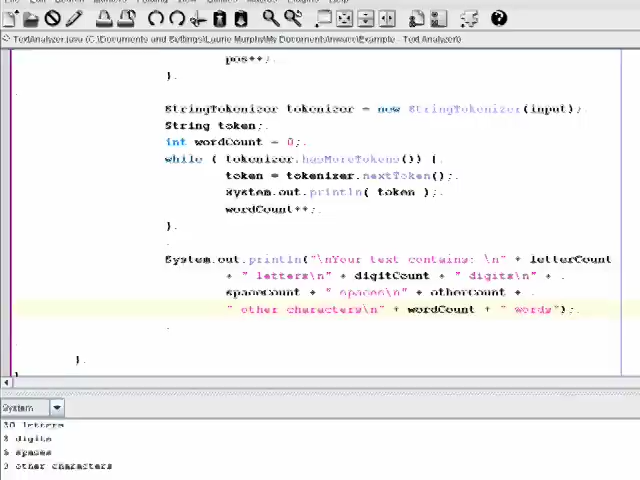 TextAnalyzer.java (C:\Documents and Settings\Laurie Murphy\My Documents\nware\Example - Text Analyzer\)
pos++;.
}.
.
StringTokenizer tokenizer = new StringTokenizer(input);.
String token;.
int wordCount = 0;.
while ( tokenizer.hasMoreTokens()) {.
token = tokenizer.nextToken();.
system.out.println( token );.
wordCount++;.
}.
.
System.out.println("\nYour text contains: \n" + letterCount
+ " letters\n" + digitCount + " digits\n" + .
spaceCount + " spaces\n" + otherCount + .
" other characters\n" + wordCount + " words");.
.
}.
System
letters
digits
spaces
other characters